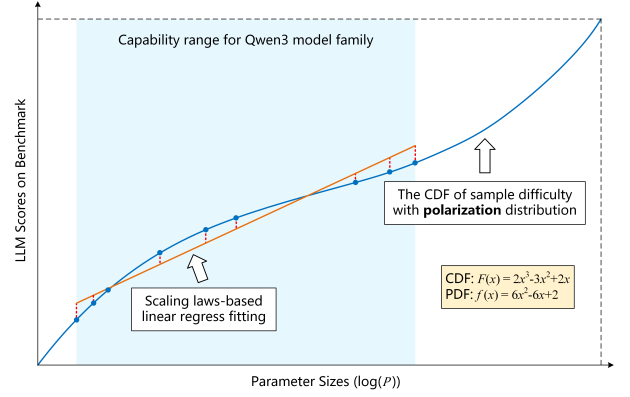 Capability range for Qwen3 model family
LLM Scores on Benchmark
The CDF of sample difficulty
with polarization distribution
CDF: F(x) = 2x³-3x²+2x
PDF: f(x) = 6x²-6x+2
Scaling laws-based
linear regress fitting
Parameter Sizes (log(P))